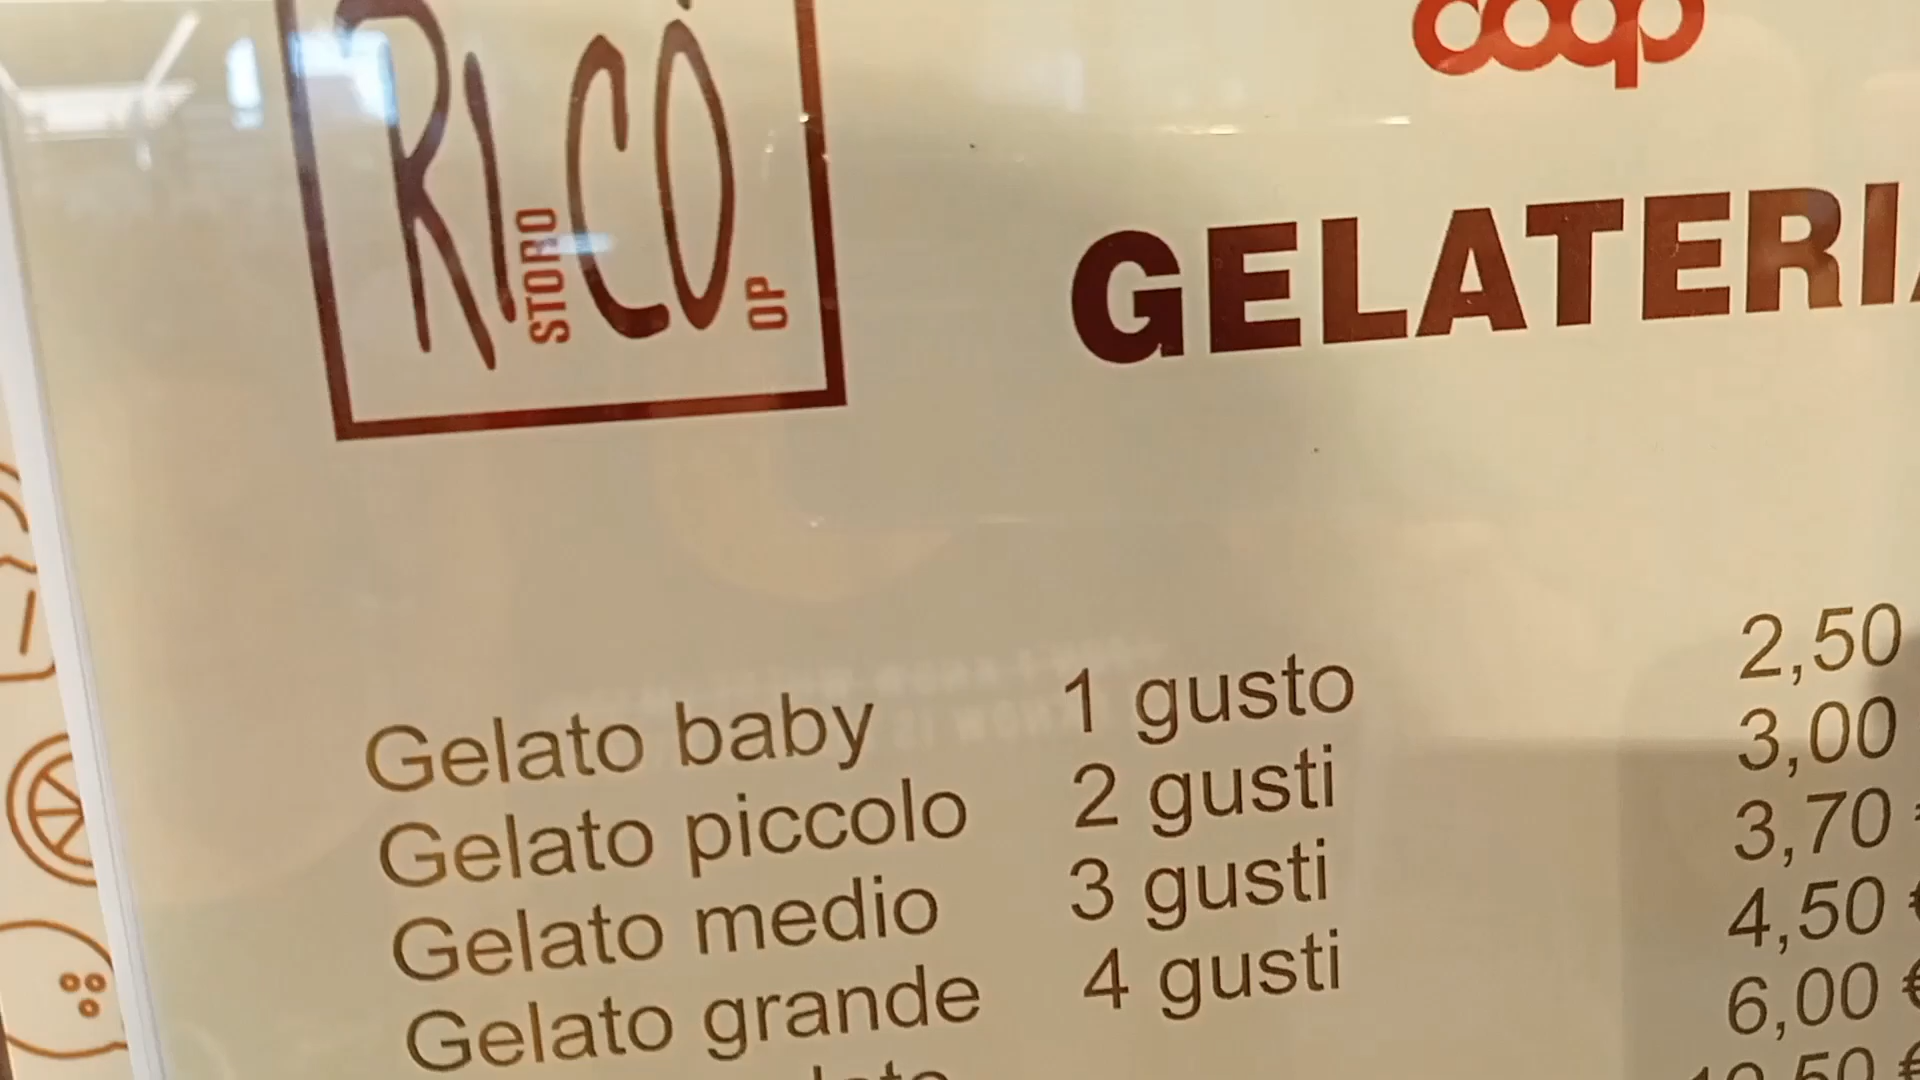 RICÓ
STORO
OP
coop
GELATERIA
Gelato baby 1 gusto 2,50
Gelato piccolo 2 gusti 3,00
Gelato medio 3 gusti 3,70
Gelato grande 4 gusti 4,50 €
6,00 €